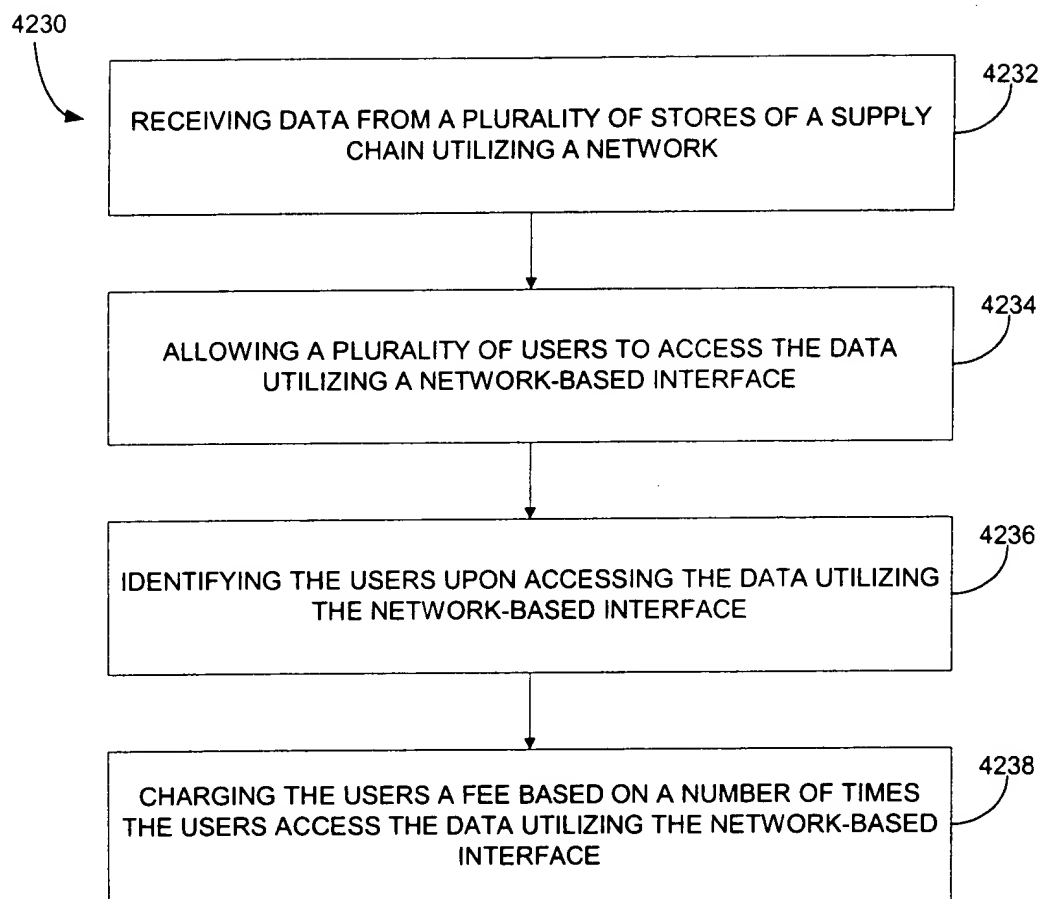 4230
4232
RECEIVING DATA FROM A PLURALITY OF STORES OF A SUPPLY
CHAIN UTILIZING A NETWORK
4234
ALLOWING A PLURALITY OF USERS TO ACCESS THE DATA
UTILIZING A NETWORK-BASED INTERFACE
4236
IDENTIFYING THE USERS UPON ACCESSING THE DATA UTILIZING
THE NETWORK-BASED INTERFACE
4238
CHARGING THE USERS A FEE BASED ON A NUMBER OF TIMES
THE USERS ACCESS THE DATA UTILIZING THE NETWORK-BASED
INTERFACE